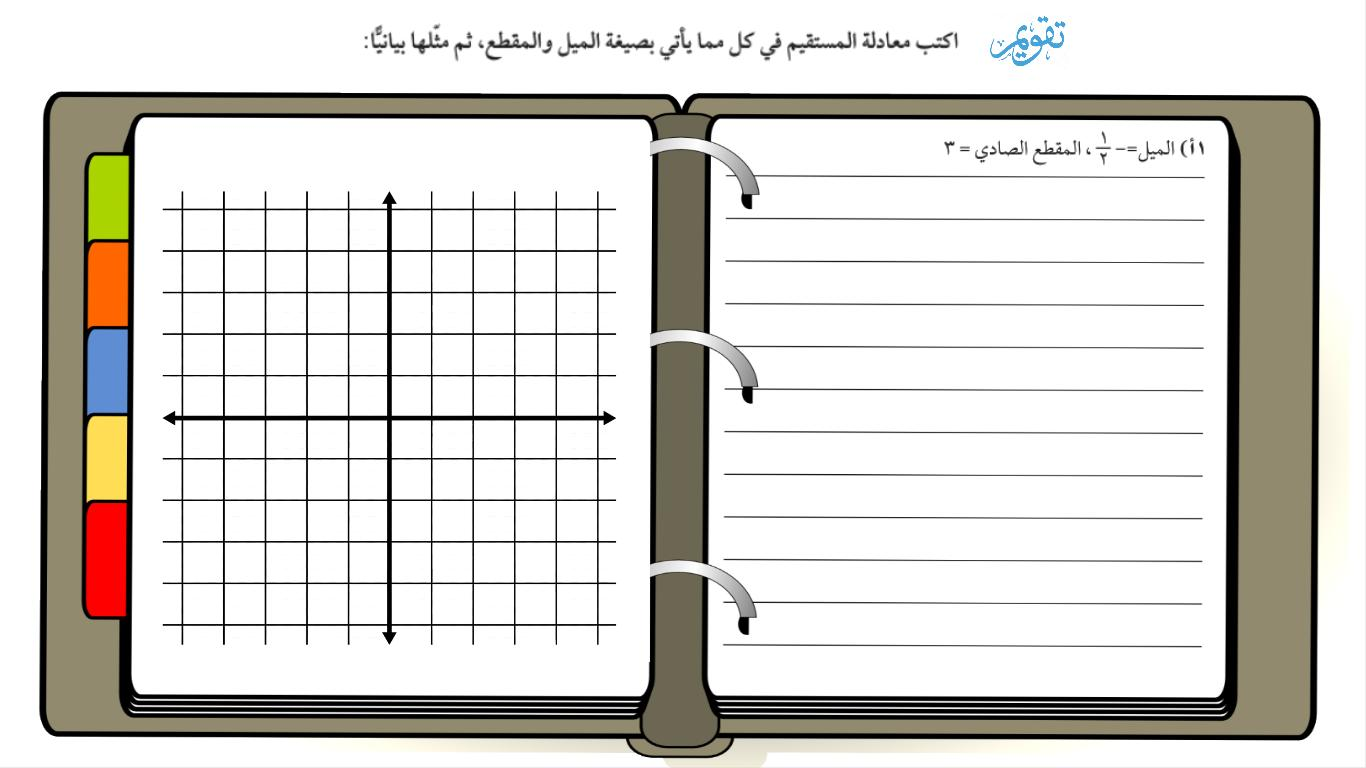 تقويم
اكتب معادلة المستقيم في كل مما يأتي بصيغة الميل والمقطع، ثم مثّلها بيانيًّا:
١أ) الميل=− ١/٢ ، المقطع الصادي = ٣